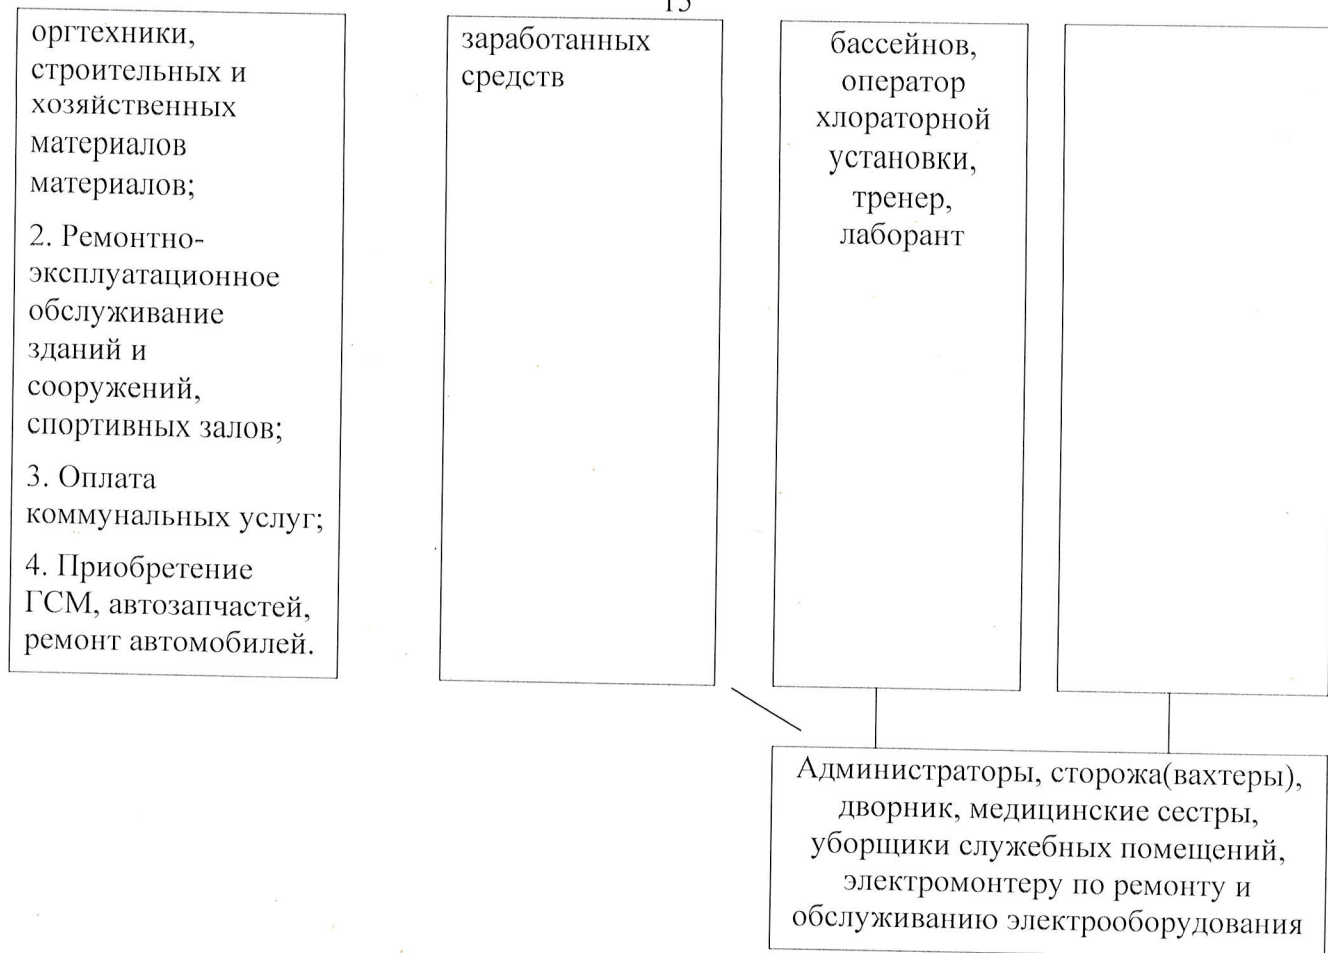 15
оргтехники,
строительных и
хозяйственных
материалов
материалов;
2. Ремонтно-
эксплуатационное
обслуживание
зданий и
сооружений,
спортивных залов;
3. Оплата
коммунальных услуг;
4. Приобретение
ГСМ, автозапчастей,
ремонт автомобилей.
заработанных
средств
бассейнов,
оператор
хлораторной
установки,
тренер,
лаборант
Администраторы, сторожа(вахтеры),
дворник, медицинские сестры,
уборщики служебных помещений,
электромонтеру по ремонту и
обслуживанию электрооборудования